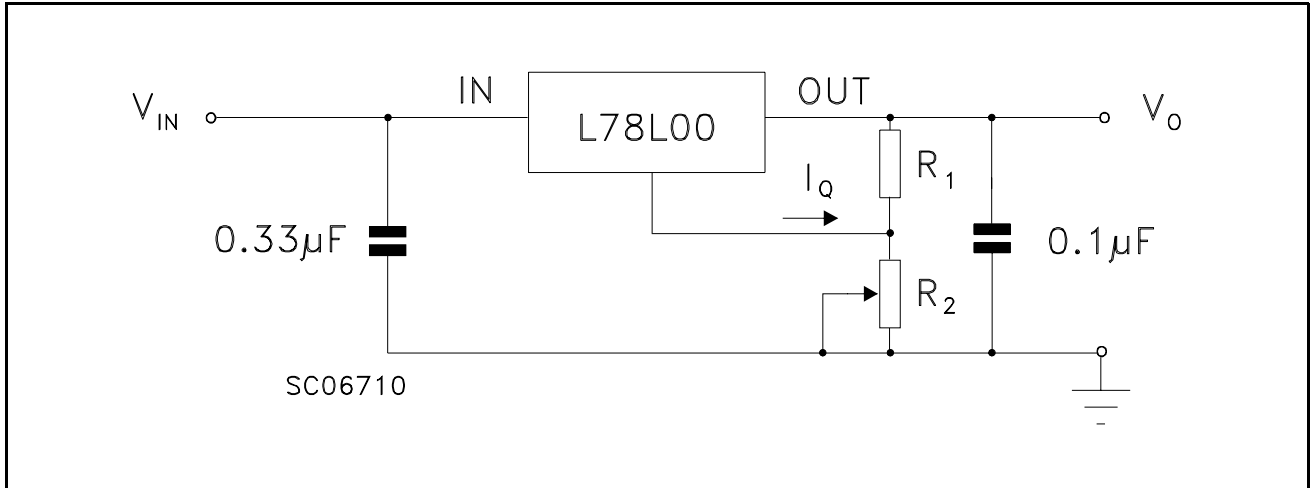 V_IN
IN
L78L00
OUT
V_O
I_Q
R_1
0.33µF
0.1µF
R_2
SC06710